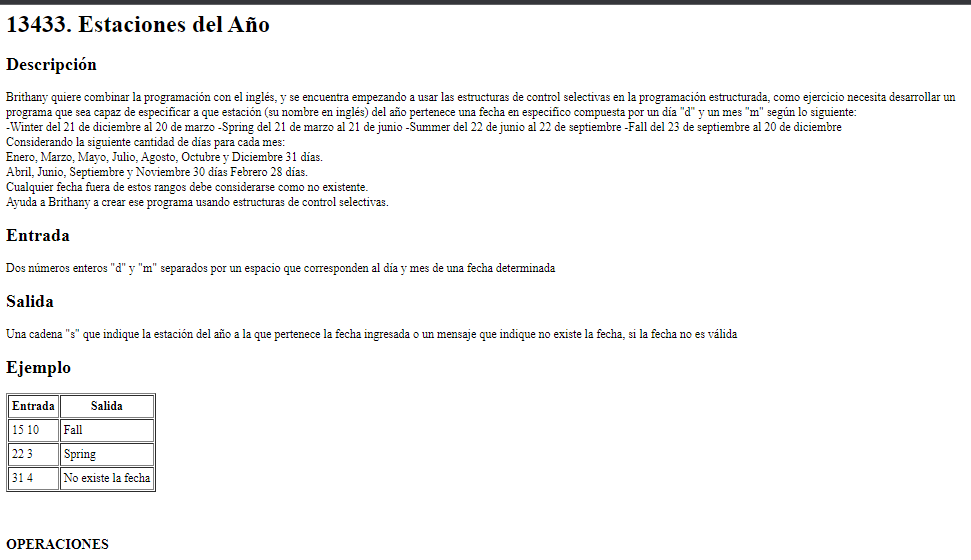 13433. Estaciones del Año
Descripción
Brithany quiere combinar la programación con el inglés, y se encuentra empezando a usar las estructuras de control selectivas en la programación estructurada, como ejercicio necesita desarrollar un
programa que sea capaz de especificar a que estación (su nombre en inglés) del año pertenece una fecha en especifico compuesta por un día "d" y un mes "m" según lo siguiente:
-Winter del 21 de diciembre al 20 de marzo -Spring del 21 de marzo al 21 de junio -Summer del 22 de junio al 22 de septiembre -Fall del 23 de septiembre al 20 de diciembre
Considerando la siguiente cantidad de días para cada mes:
Enero, Marzo, Mayo, Julio, Agosto, Octubre y Diciembre 31 días.
Abril, Junio, Septiembre y Noviembre 30 días Febrero 28 días.
Cualquier fecha fuera de estos rangos debe considerarse como no existente.
Ayuda a Brithany a crear ese programa usando estructuras de control selectivas.
Entrada
Dos números enteros "d" y "m" separados por un espacio que corresponden al día y mes de una fecha determinada
Salida
Una cadena "s" que indique la estación del año a la que pertenece la fecha ingresada o un mensaje que indique no existe la fecha, si la fecha no es válida
Ejemplo
Entrada Salida
15 10 Fall
22 3 Spring
31 4 No existe la fecha
OPERACIONES